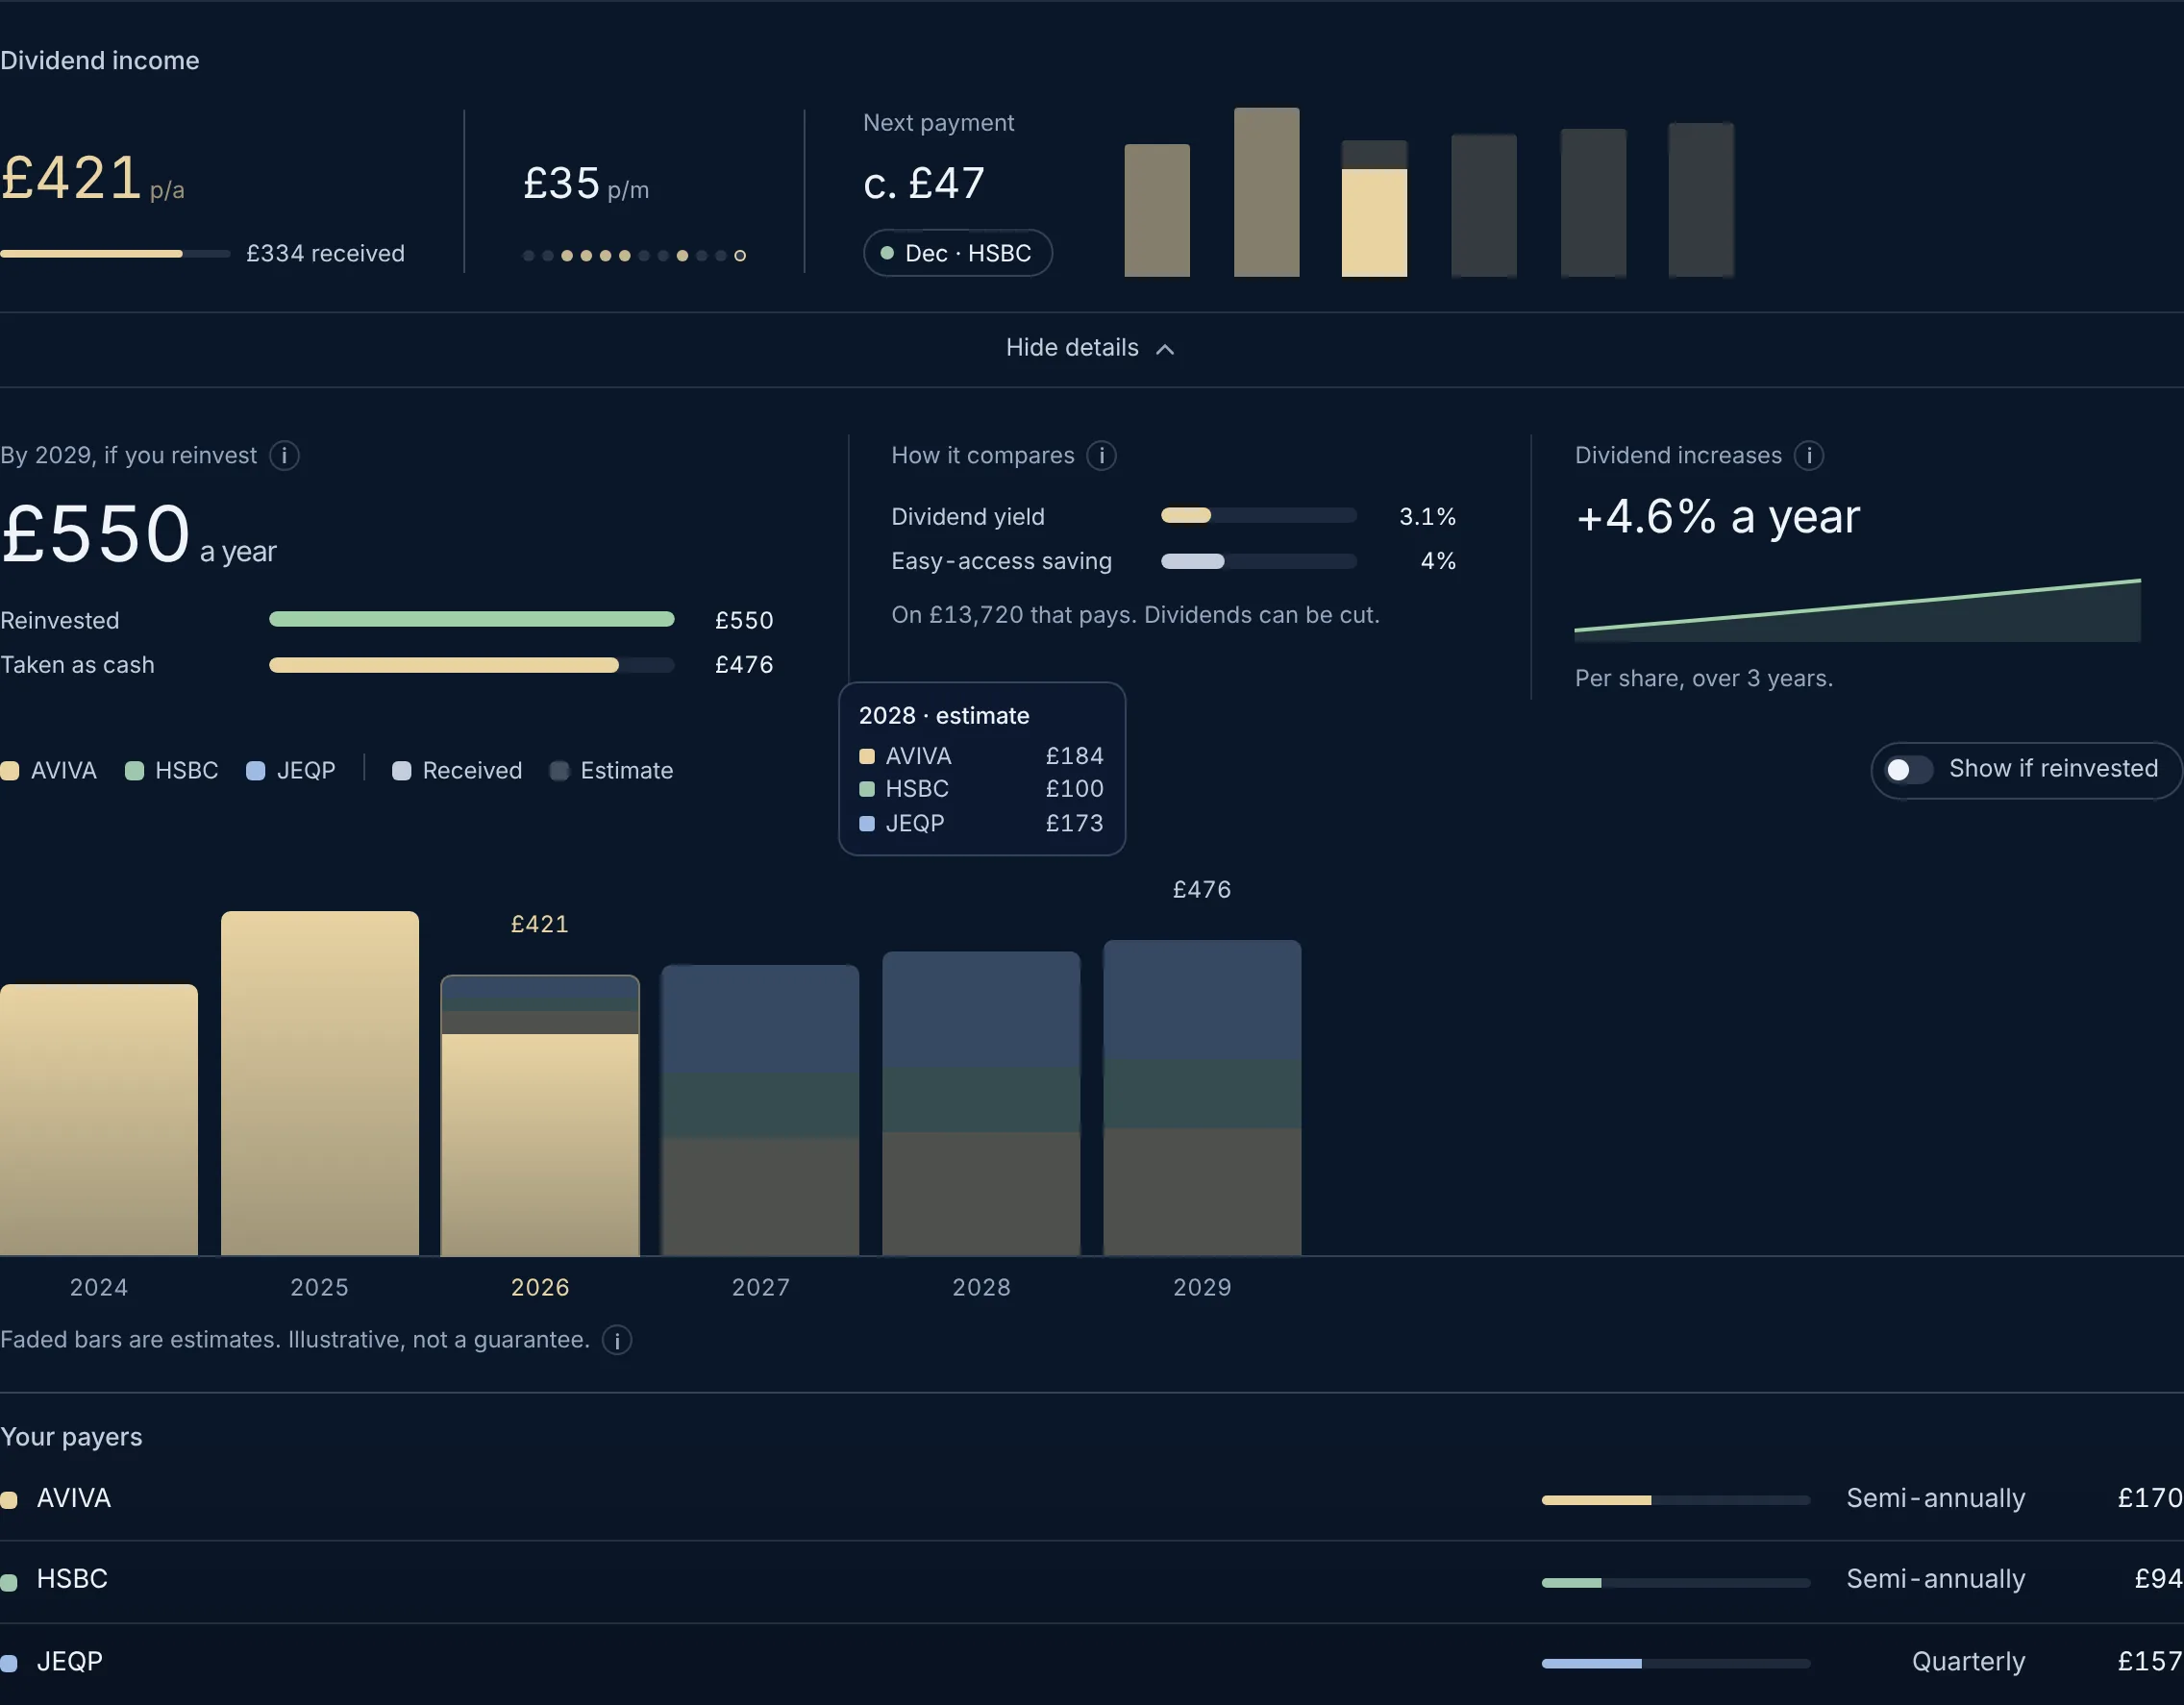 Dividend income
£421 p/a
£334 received
£35 p/m
Next payment
c. £47
Dec · HSBC
Hide details
By 2029, if you reinvest i
£550 a year
Reinvested £550
Taken as cash £476
How it compares i
Dividend yield 3.1%
Easy-access saving 4%
On £13,720 that pays. Dividends can be cut.
Dividend increases i
+4.6% a year
Per share, over 3 years.
AVIVA HSBC JEQP Received Estimate
2028 · estimate
AVIVA £184
HSBC £100
JEQP £173
Show if reinvested
£421
£476
2024 2025 2026 2027 2028 2029
Faded bars are estimates. Illustrative, not a guarantee. i
Your payers
AVIVA Semi-annually £170
HSBC Semi-annually £94
JEQP Quarterly £157